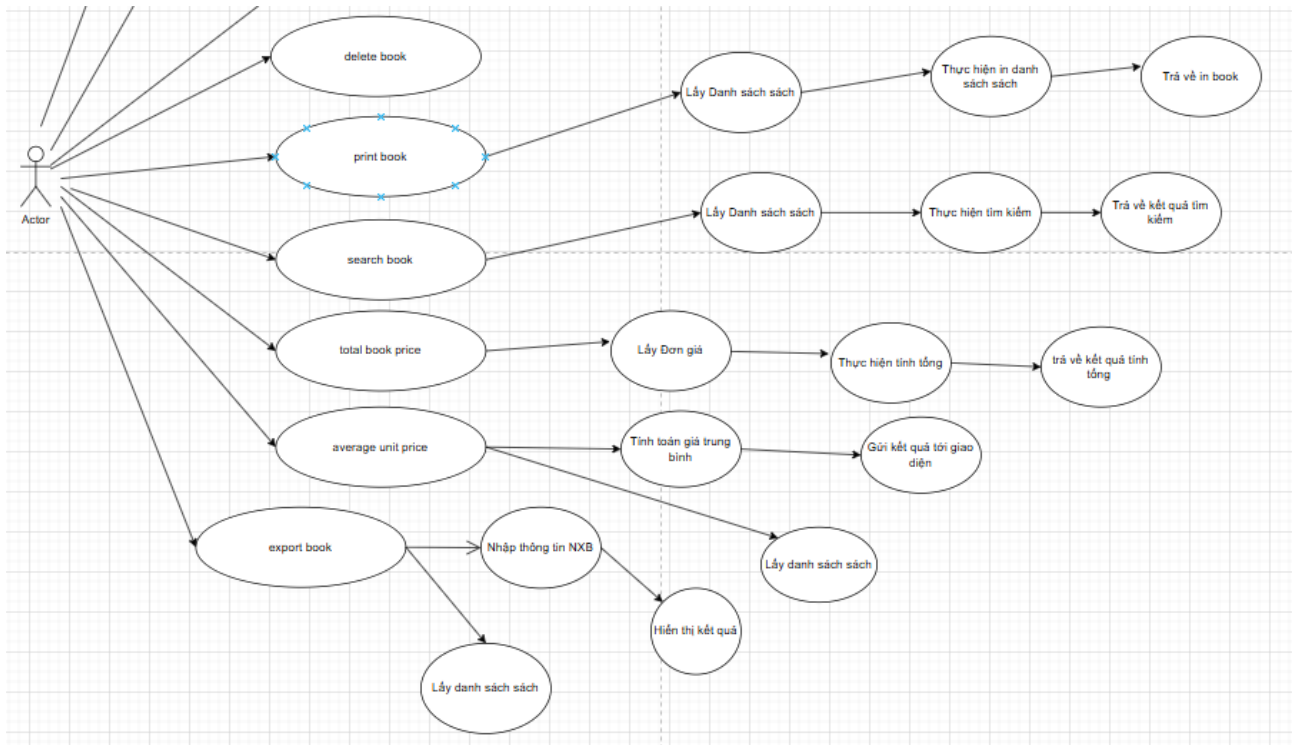 delete book
Lấy Danh sách sách
Thực hiện in danh
sách sách
Trả về in book
print book
Actor
Lấy Danh sách sách
Thực hiện tìm kiếm
Trả về kết quả tìm
kiếm
search book
total book price
Lấy Đơn giá
Thực hiện tính tổng
trả về kết quả tính
tổng
average unit price
Tính toán giá trung
bình
Gửi kết quả tới giao
diện
export book
Nhập thông tin NXB
Lấy danh sách sách
Hiển thị kết quả
Lấy danh sách sách